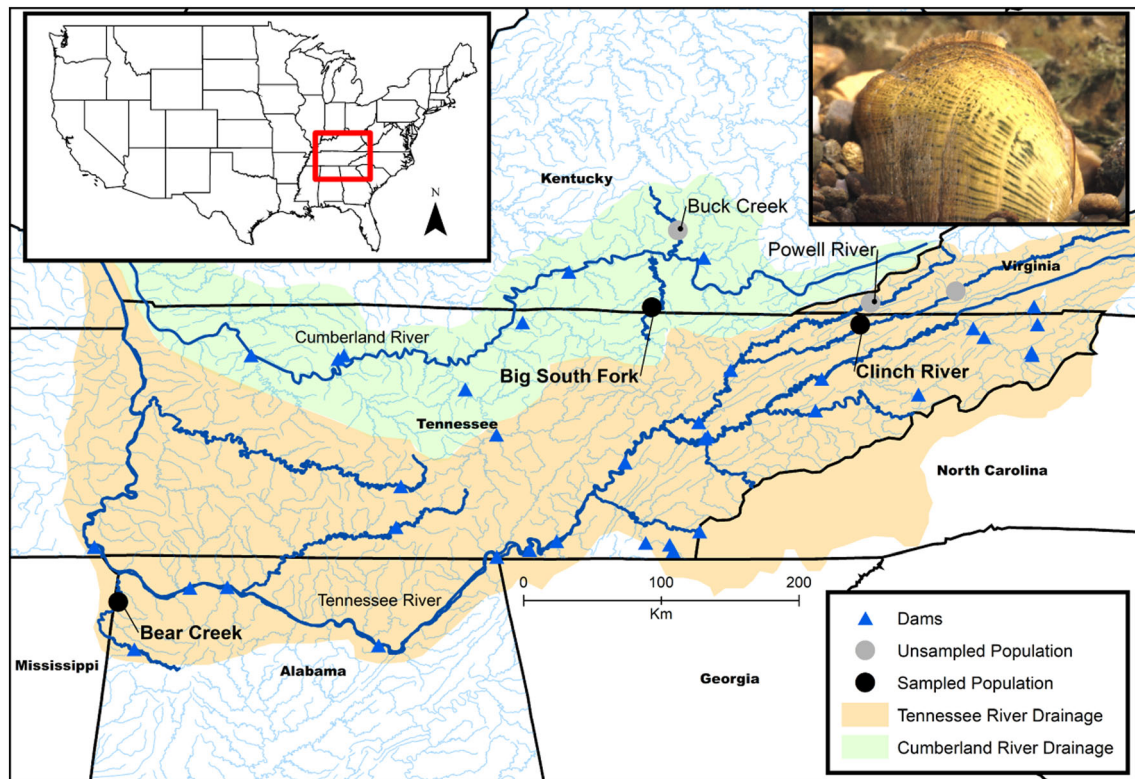 N
Kentucky
Buck Creek
Powell River
Virginia
Cumberland River
Big South Fork
Clinch River
Tennessee
North Carolina
0 100 200
Km
Tennessee River
Bear Creek
Mississippi
Alabama
Georgia
Dams
Unsampled Population
Sampled Population
Tennessee River Drainage
Cumberland River Drainage